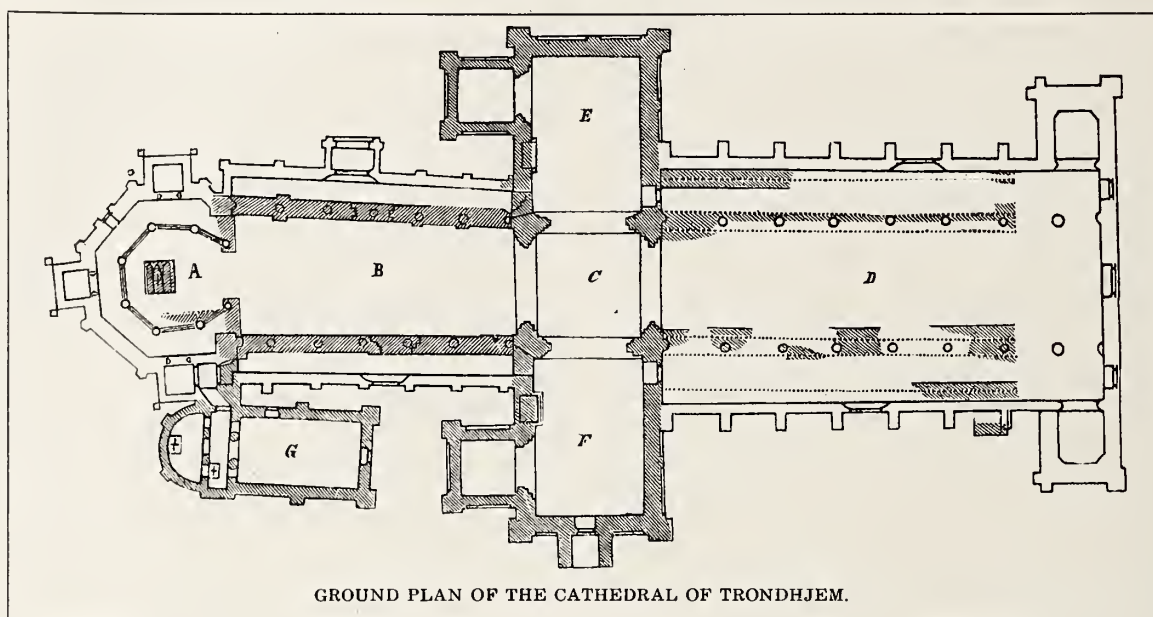 E
A
B
C
D
F
G
GROUND PLAN OF THE CATHEDRAL OF TRONDHJEM.